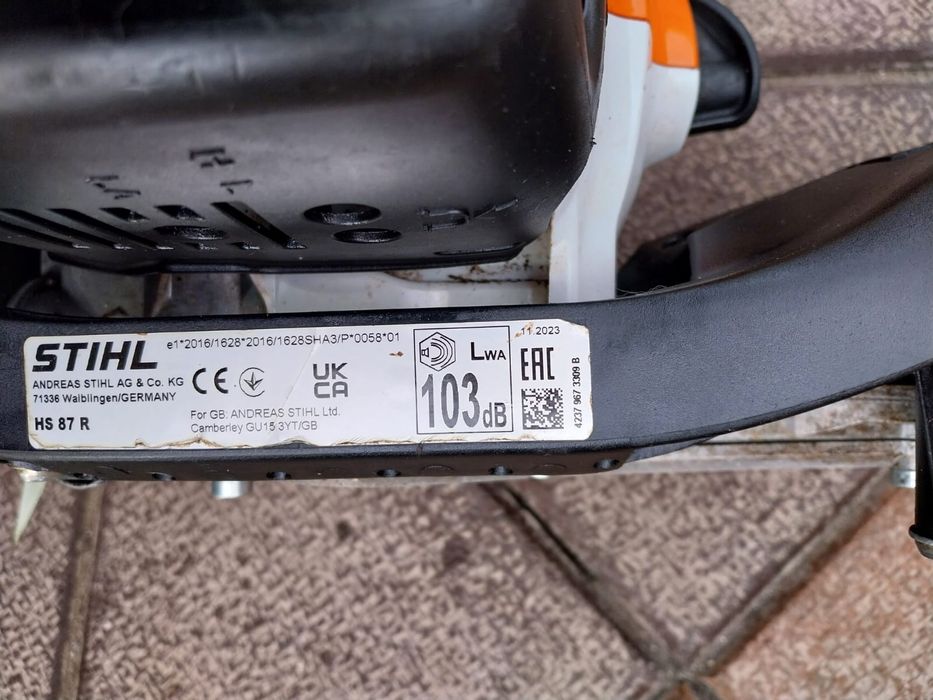 STIHL
ANDREAS STIHL AG & Co. KG
71336 Waiblingen/GERMANY
HS 87 R
e1*2016/1628*2016/1628SHA3/P*0058*01
CE
UK
CA
For GB: ANDREAS STIHL Ltd.
Camberley GU15 3YT/GB
LWA
103dB
11.2023
EAC
4237 967 3309 B